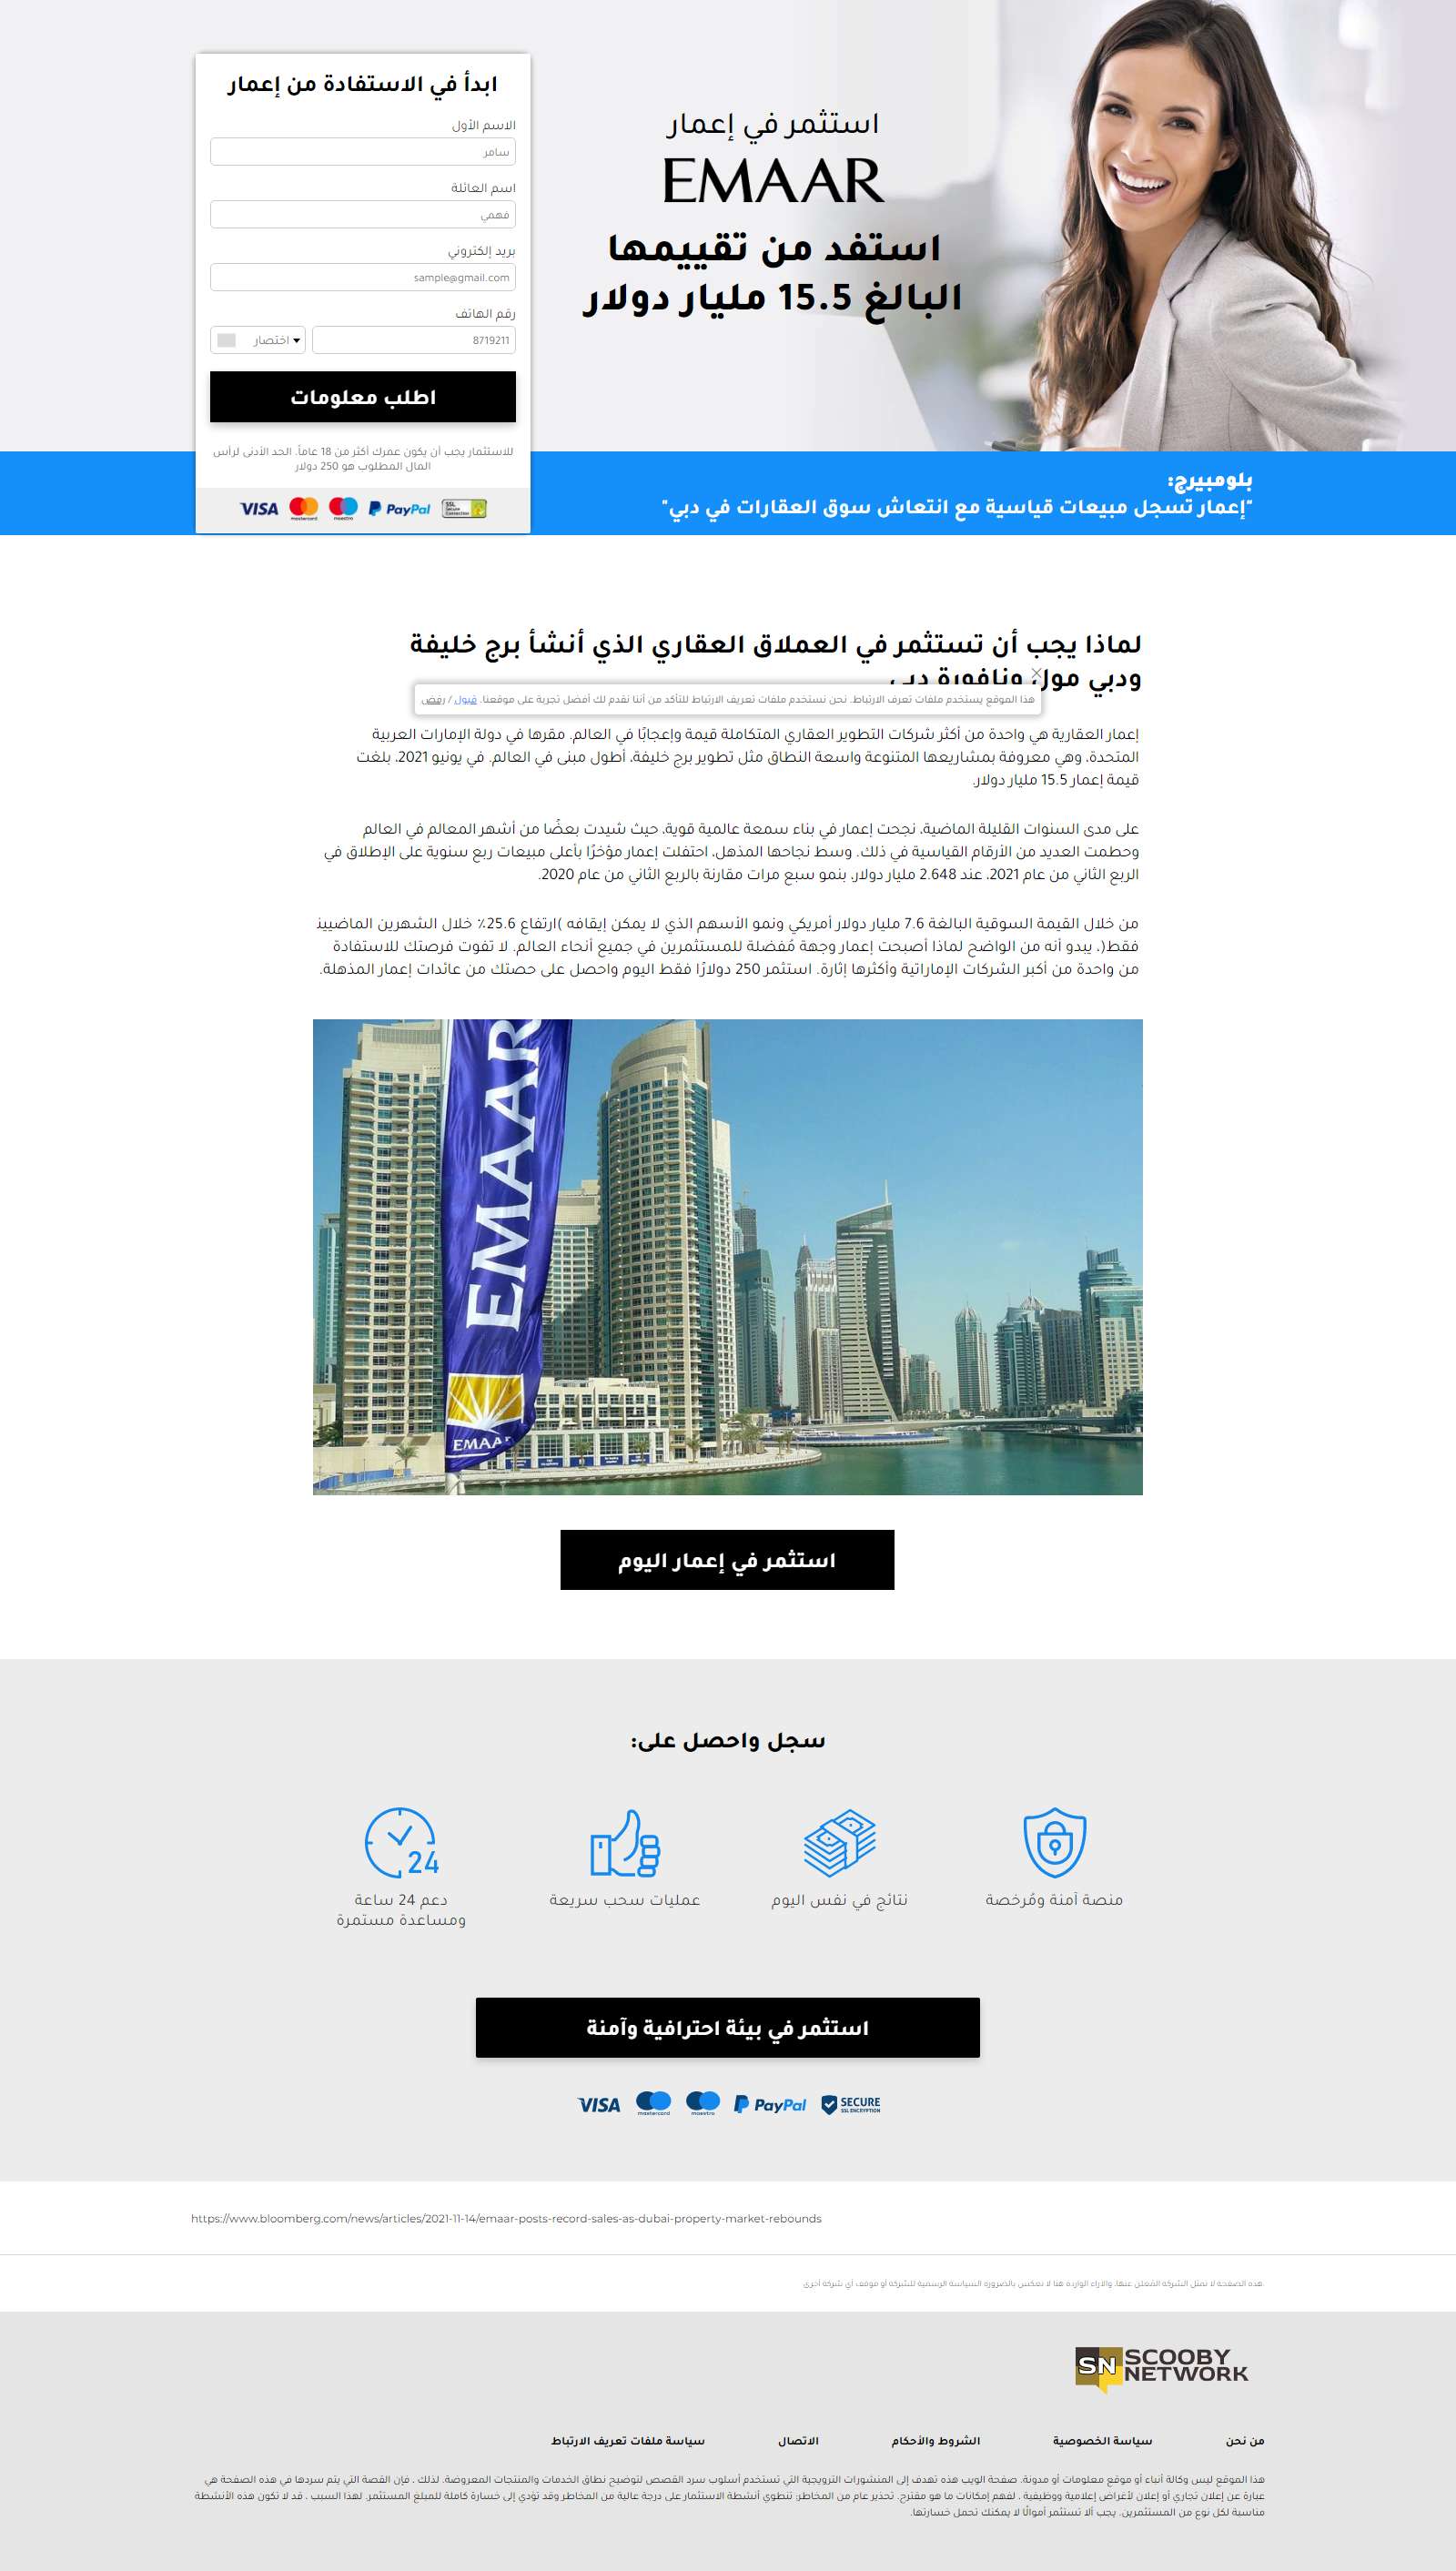 استثمر في إعمار
EMAAR
استفد من تقييمها
البالغ 15.5 مليار دولار
ابدأ في الاستفادة من إعمار
الاسم الأول
سامر
اسم العائلة
فهمي
بريد إلكتروني
sample@gmail.com
رقم الهاتف
8719211
اختصار
اطلب معلومات
للاستثمار يجب أن يكون عمرك أكثر من 18 عاماً. الحد الأدنى لرأس
المال المطلوب هو 250 دولار
VISA mastercard maestro PayPal SSL Secure Connection
بلومبيرج:
"إعمار تسجل مبيعات قياسية مع انتعاش سوق العقارات في دبي"
لماذا يجب أن تستثمر في العملاق العقاري الذي أنشأ برج خليفة
ودبي مول ونافورة دبي
هذا الموقع يستخدم ملفات تعرف الارتباط. نحن نستخدم ملفات تعريف الارتباط للتأكد من أننا نقدم لك أفضل تجربة على موقعنا. قبول / رفض
إعمار العقارية هي واحدة من أكثر شركات التطوير العقاري المتكاملة قيمة وإعجابًا في العالم. مقرها في دولة الإمارات العربية
المتحدة، وهي معروفة بمشاريعها المتنوعة واسعة النطاق مثل تطوير برج خليفة، أطول مبنى في العالم. في يونيو 2021، بلغت
قيمة إعمار 15.5 مليار دولار.
على مدى السنوات القليلة الماضية، نجحت إعمار في بناء سمعة عالمية قوية، حيث شيدت بعضًا من أشهر المعالم في العالم
وحطمت العديد من الأرقام القياسية في ذلك. وسط نجاحها المذهل، احتفلت إعمار مؤخرًا بأعلى مبيعات ربع سنوية على الإطلاق في
الربع الثاني من عام 2021، عند 2.648 مليار دولار، بنمو سبع مرات مقارنة بالربع الثاني من عام 2020.
من خلال القيمة السوقية البالغة 7.6 مليار دولار أمريكي ونمو الأسهم الذي لا يمكن إيقافه )ارتفاع 25.6٪ خلال الشهرين الماضيين
فقط(، يبدو أنه من الواضح لماذا أصبحت إعمار وجهة مُفضلة للمستثمرين في جميع أنحاء العالم. لا تفوت فرصتك للاستفادة
من واحدة من أكبر الشركات الإماراتية وأكثرها إثارة. استثمر 250 دولارًا فقط اليوم واحصل على حصتك من عائدات إعمار المذهلة.
EMAAR
EMAAR
استثمر في إعمار اليوم
سجل واحصل على:
منصة آمنة ومُرخصة
نتائج في نفس اليوم
عمليات سحب سريعة
24
دعم 24 ساعة
ومساعدة مستمرة
استثمر في بيئة احترافية وآمنة
VISA mastercard maestro PayPal SECURE SSL ENCRYPTION
https://www.bloomberg.com/news/articles/2021-11-14/emaar-posts-record-sales-as-dubai-property-market-rebounds
هذه الصفحة لا تمثل الشركة المُعلن عنها، والآراء الواردة هنا لا تعكس بالضرورة السياسة الرسمية للشركة أو موقف أي شركة أخرى.
SN SCOOBY
NETWORK
من نحن
سياسة الخصوصية
الشروط والأحكام
الاتصال
سياسة ملفات تعريف الارتباط
هذا الموقع ليس وكالة أنباء أو موقع معلومات أو مدونة. صفحة الويب هذه تهدف إلى المنشورات الترويجية التي تستخدم أسلوب سرد القصص لتوضيح نطاق الخدمات والمنتجات المعروضة. لذلك ، فإن القصة التي يتم سردها في هذه الصفحة هي
عبارة عن إعلان تجاري أو إعلان لأغراض إعلامية ووظيفية ، لفهم إمكانات ما هو مقترح. تحذير عام من المخاطر: تنطوي أنشطة الاستثمار على درجة عالية من المخاطر وقد تؤدي إلى خسارة كاملة للمبلغ المستثمر. لهذا السبب ، قد لا تكون هذه الأنشطة
مناسبة لكل نوع من المستثمرين. يجب ألا تستثمر أموالًا لا يمكنك تحمل خسارتها.